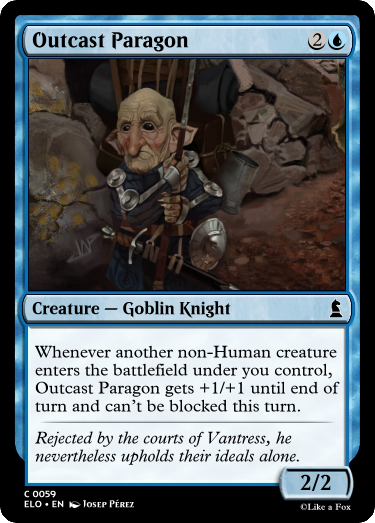 Outcast Paragon
2
Creature — Goblin Knight
Whenever another non-Human creature
enters the battlefield under you control,
Outcast Paragon gets +1/+1 until end of
turn and can't be blocked this turn.
Rejected by the courts of Vantress, he
nevertheless upholds their ideals alone.
2/2
C 0059
ELO • EN Josep Pérez
©Like a Fox